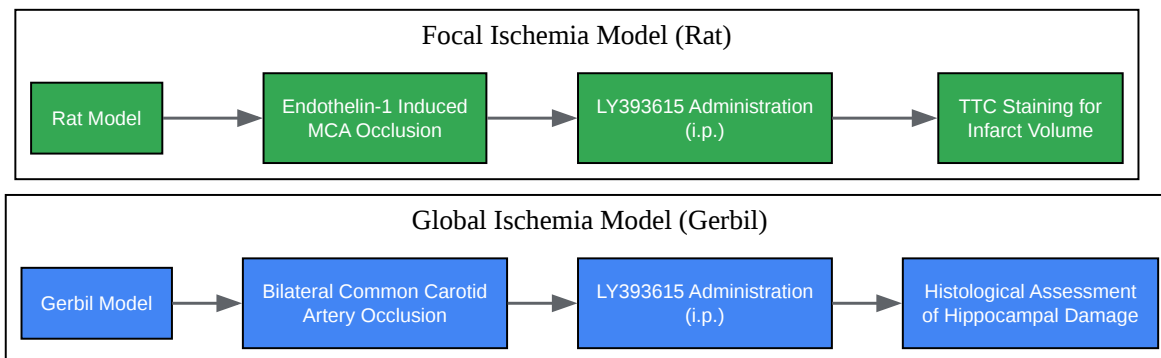 Focal Ischemia Model (Rat)
Rat Model
Endothelin-1 Induced
MCA Occlusion
LY393615 Administration
(i.p.)
TTC Staining for
Infarct Volume
Global Ischemia Model (Gerbil)
Gerbil Model
Bilateral Common Carotid
Artery Occlusion
LY393615 Administration
(i.p.)
Histological Assessment
of Hippocampal Damage